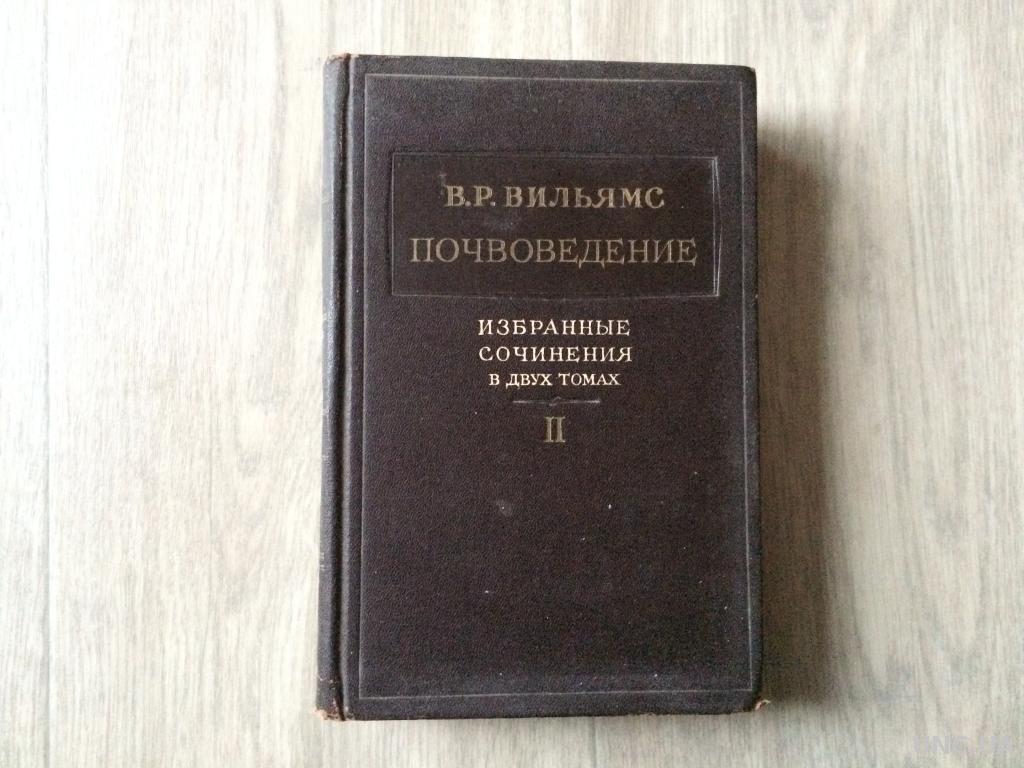 В.Р. ВИЛЬЯМС
ПОЧВОВЕДЕНИЕ
ИЗБРАННЫЕ
СОЧИНЕНИЯ
В ДВУХ ТОМАХ
II